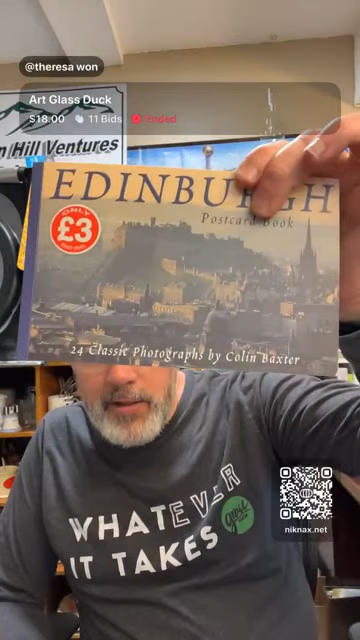 @theresa won
Art Glass Duck
$18.00 11 Bids Ended
n Hill Ventures
EDINBURGH
Postcard Book
ONLY
£3
24 Classic Photographs by Colin Baxter
WHATEVER
IT TAKES
niknax.net